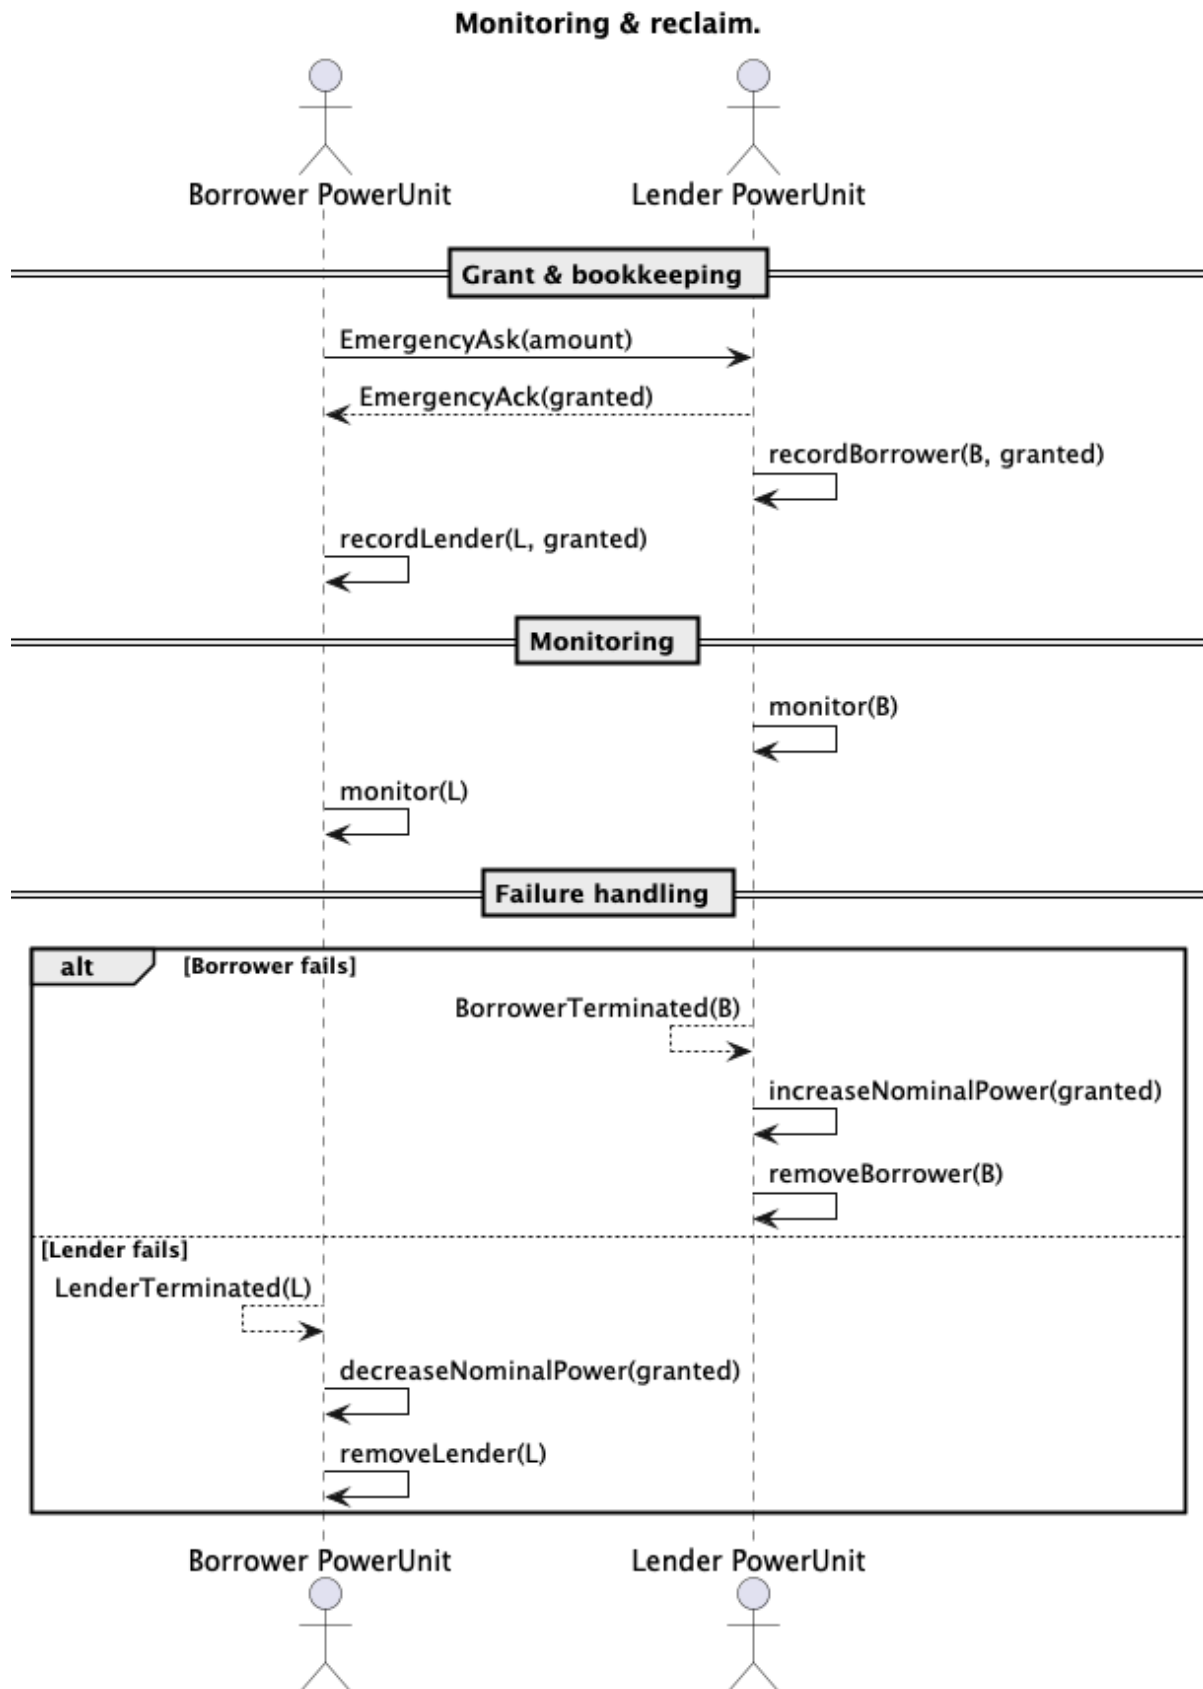 Monitoring & reclaim.
Borrower PowerUnit
Lender PowerUnit
Grant & bookkeeping
EmergencyAsk(amount)
EmergencyAck(granted)
recordBorrower(B, granted)
recordLender(L, granted)
Monitoring
monitor(B)
monitor(L)
Failure handling
alt
[Borrower fails]
BorrowerTerminated(B)
increaseNominalPower(granted)
removeBorrower(B)
[Lender fails]
LenderTerminated(L)
decreaseNominalPower(granted)
removeLender(L)
Borrower PowerUnit
Lender PowerUnit